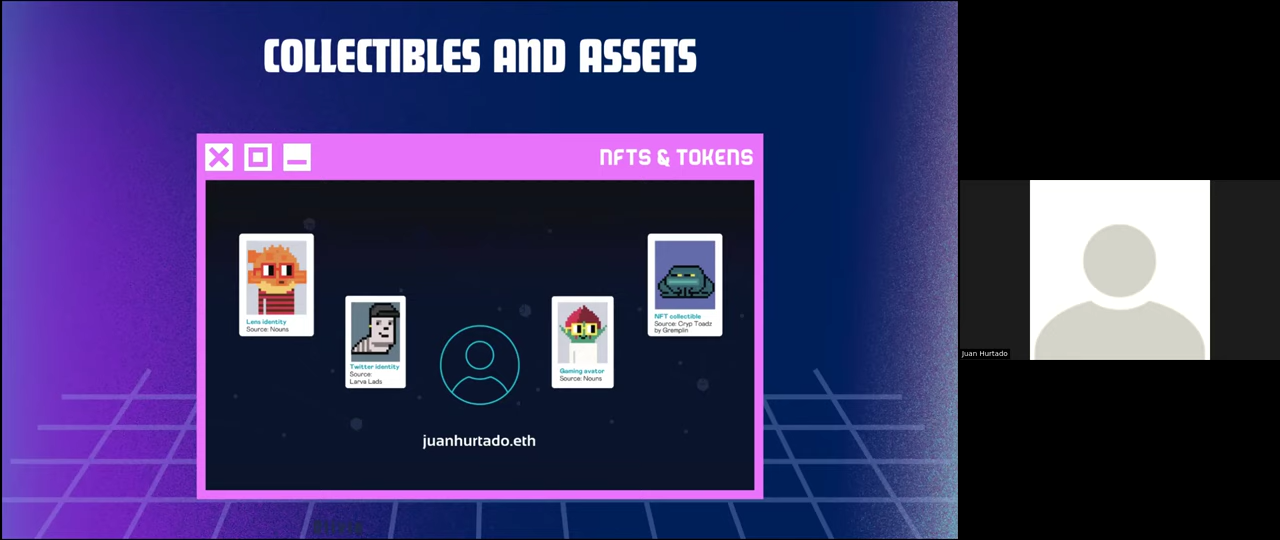 COLLECTIBLES AND ASSETS
NFTS & TOKENS
Lens identity
Source: Nouns
Twitter identity
Source:
Larva Lads
Gaming avator
Source: Nouns
NFT collectible
Source: Cryp Toadz
by Gremplin
juanhurtado.eth
Juan Hurtado